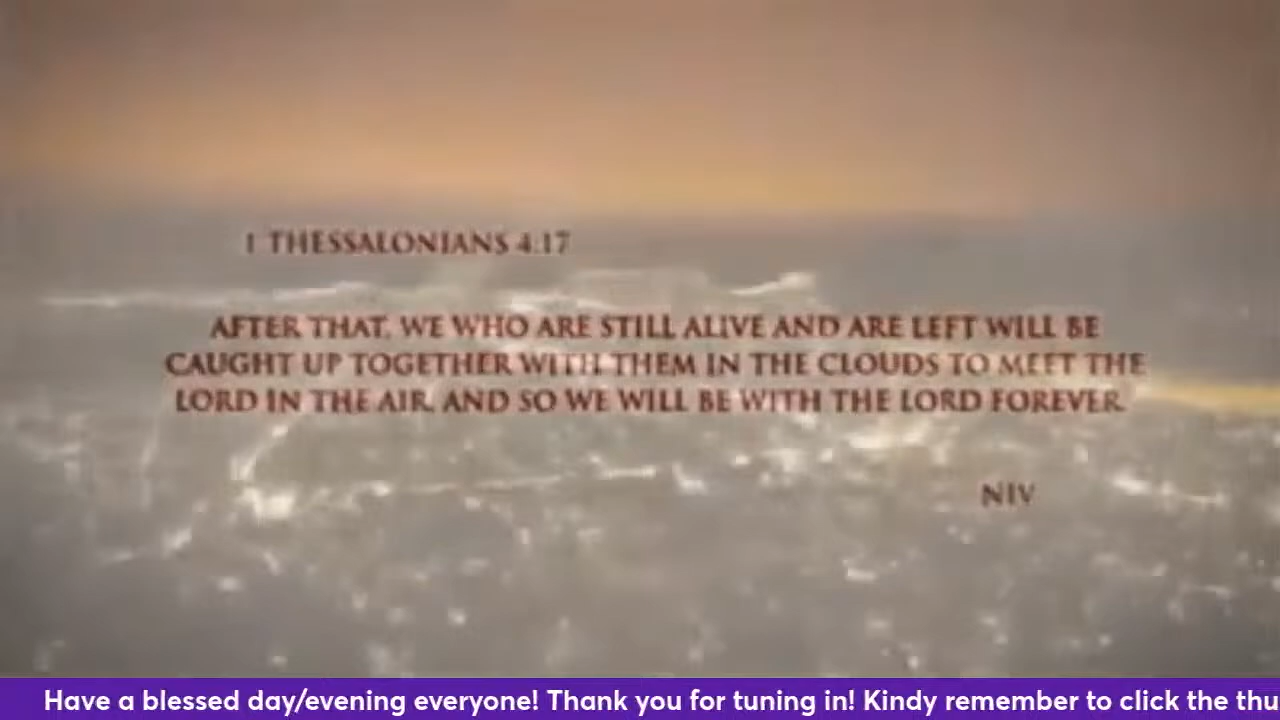 1 THESSALONIANS 4:17
AFTER THAT, WE WHO ARE STILL ALIVE AND ARE LEFT WILL BE
CAUGHT UP TOGETHER WITH THEM IN THE CLOUDS TO MEET THE
LORD IN THE AIR. AND SO WE WILL BE WITH THE LORD FOREVER.
NIV
Have a blessed day/evening everyone! Thank you for tuning in! Kindy remember to click the thu